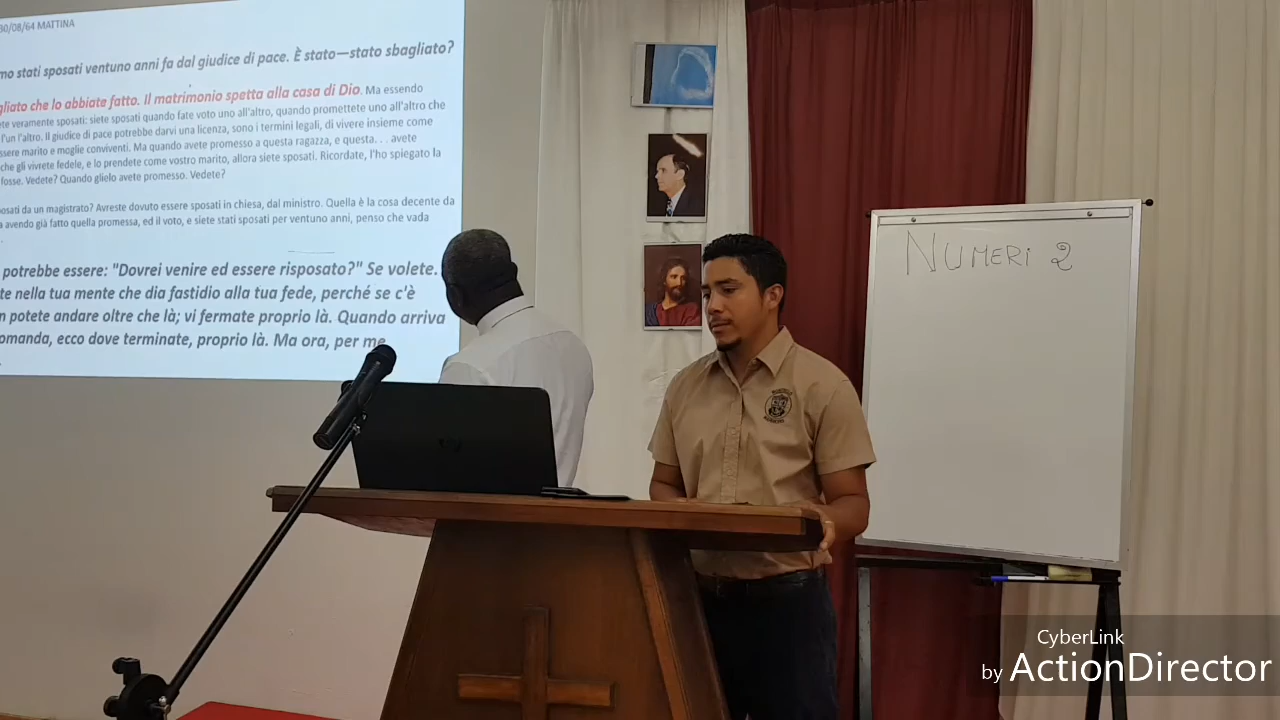 30/08/64 MATTINA
mo stati sposati ventuno anni fa dal giudice di pace. È stato—stato sbagliato?
gliato che lo abbiate fatto. Il matrimonio spetta alla casa di Dio. Ma essendo
ete veramente sposati: siete sposati quando fate voto uno all'altro, quando promettete uno all'altro che
l'un l'altro. Il giudice di pace potrebbe darvi una licenza, sono i termini legali, di vivere insieme come
ssere marito e moglie conviventi. Ma quando avete promesso a questa ragazza, e questa. . . avete
che gli vivrete fedele, e lo prendete come vostro marito, allora siete sposati. Ricordate, l'ho spiegato la
fosse. Vedete? Quando glielo avete promesso. Vedete?
osati da un magistrato? Avreste dovuto essere sposati in chiesa, dal ministro. Quella è la cosa decente da
a avendo già fatto quella promessa, ed il voto, e siete stati sposati per ventuno anni, penso che vada
potrebbe essere: "Dovrei venire ed essere risposato?" Se volete.
te nella tua mente che dia fastidio alla tua fede, perché se c'è
n potete andare oltre che là; vi fermate proprio là. Quando arriva
omanda, ecco dove terminate, proprio là. Ma ora, per me
NUMERI 2
CyberLink
by ActionDirector